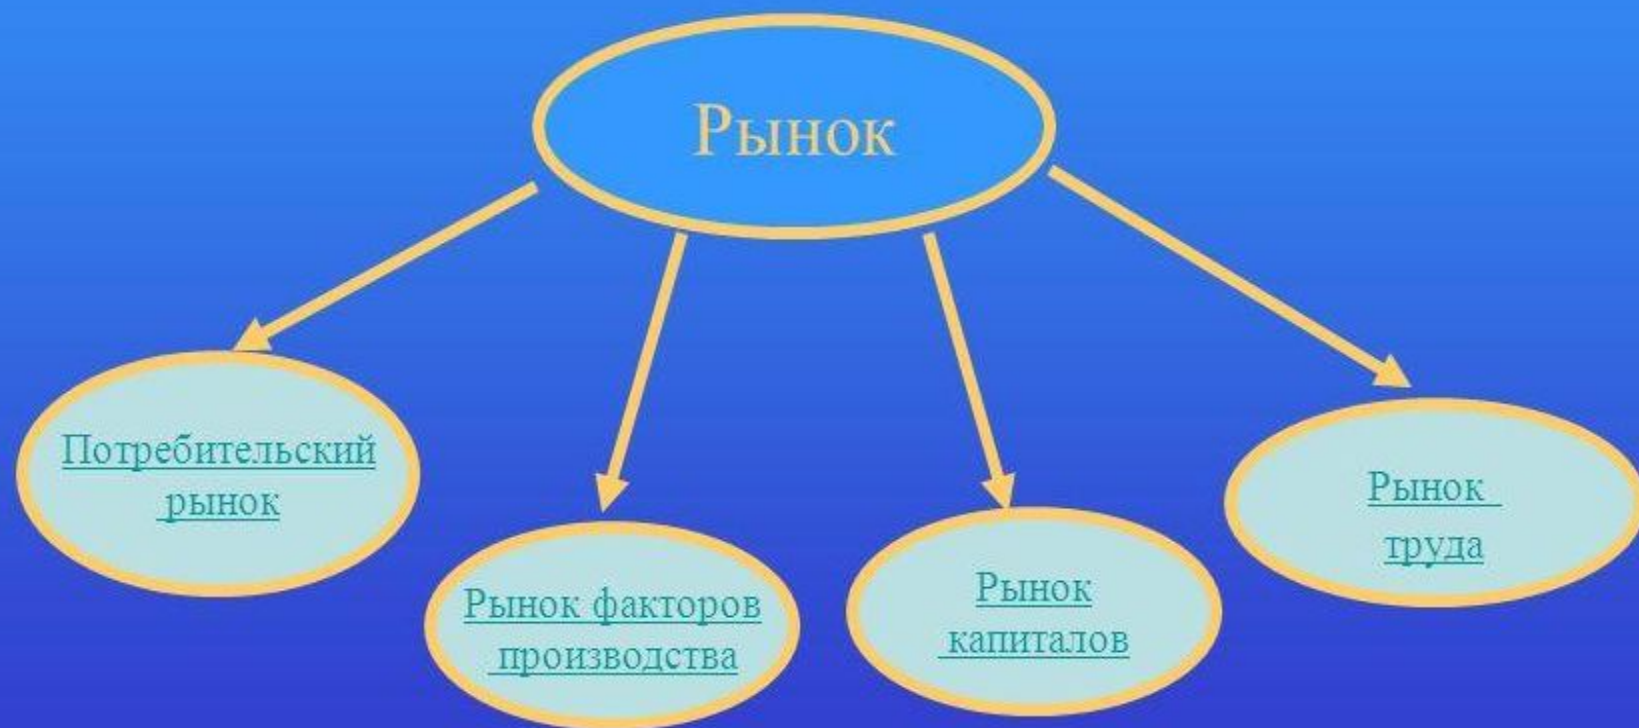 Рынок
Потребительский
рынок
Рынок факторов
производства
Рынок
капиталов
Рынок
труда